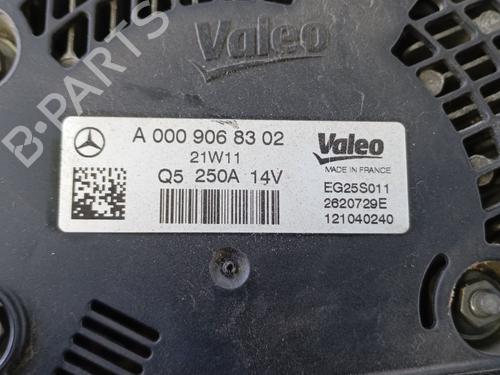 Valeo
B-PARTS
A 000 906 83 02
21W11
Q5 250A 14V
Valeo
MADE IN FRANCE
EG25S011
2620729E
121040240